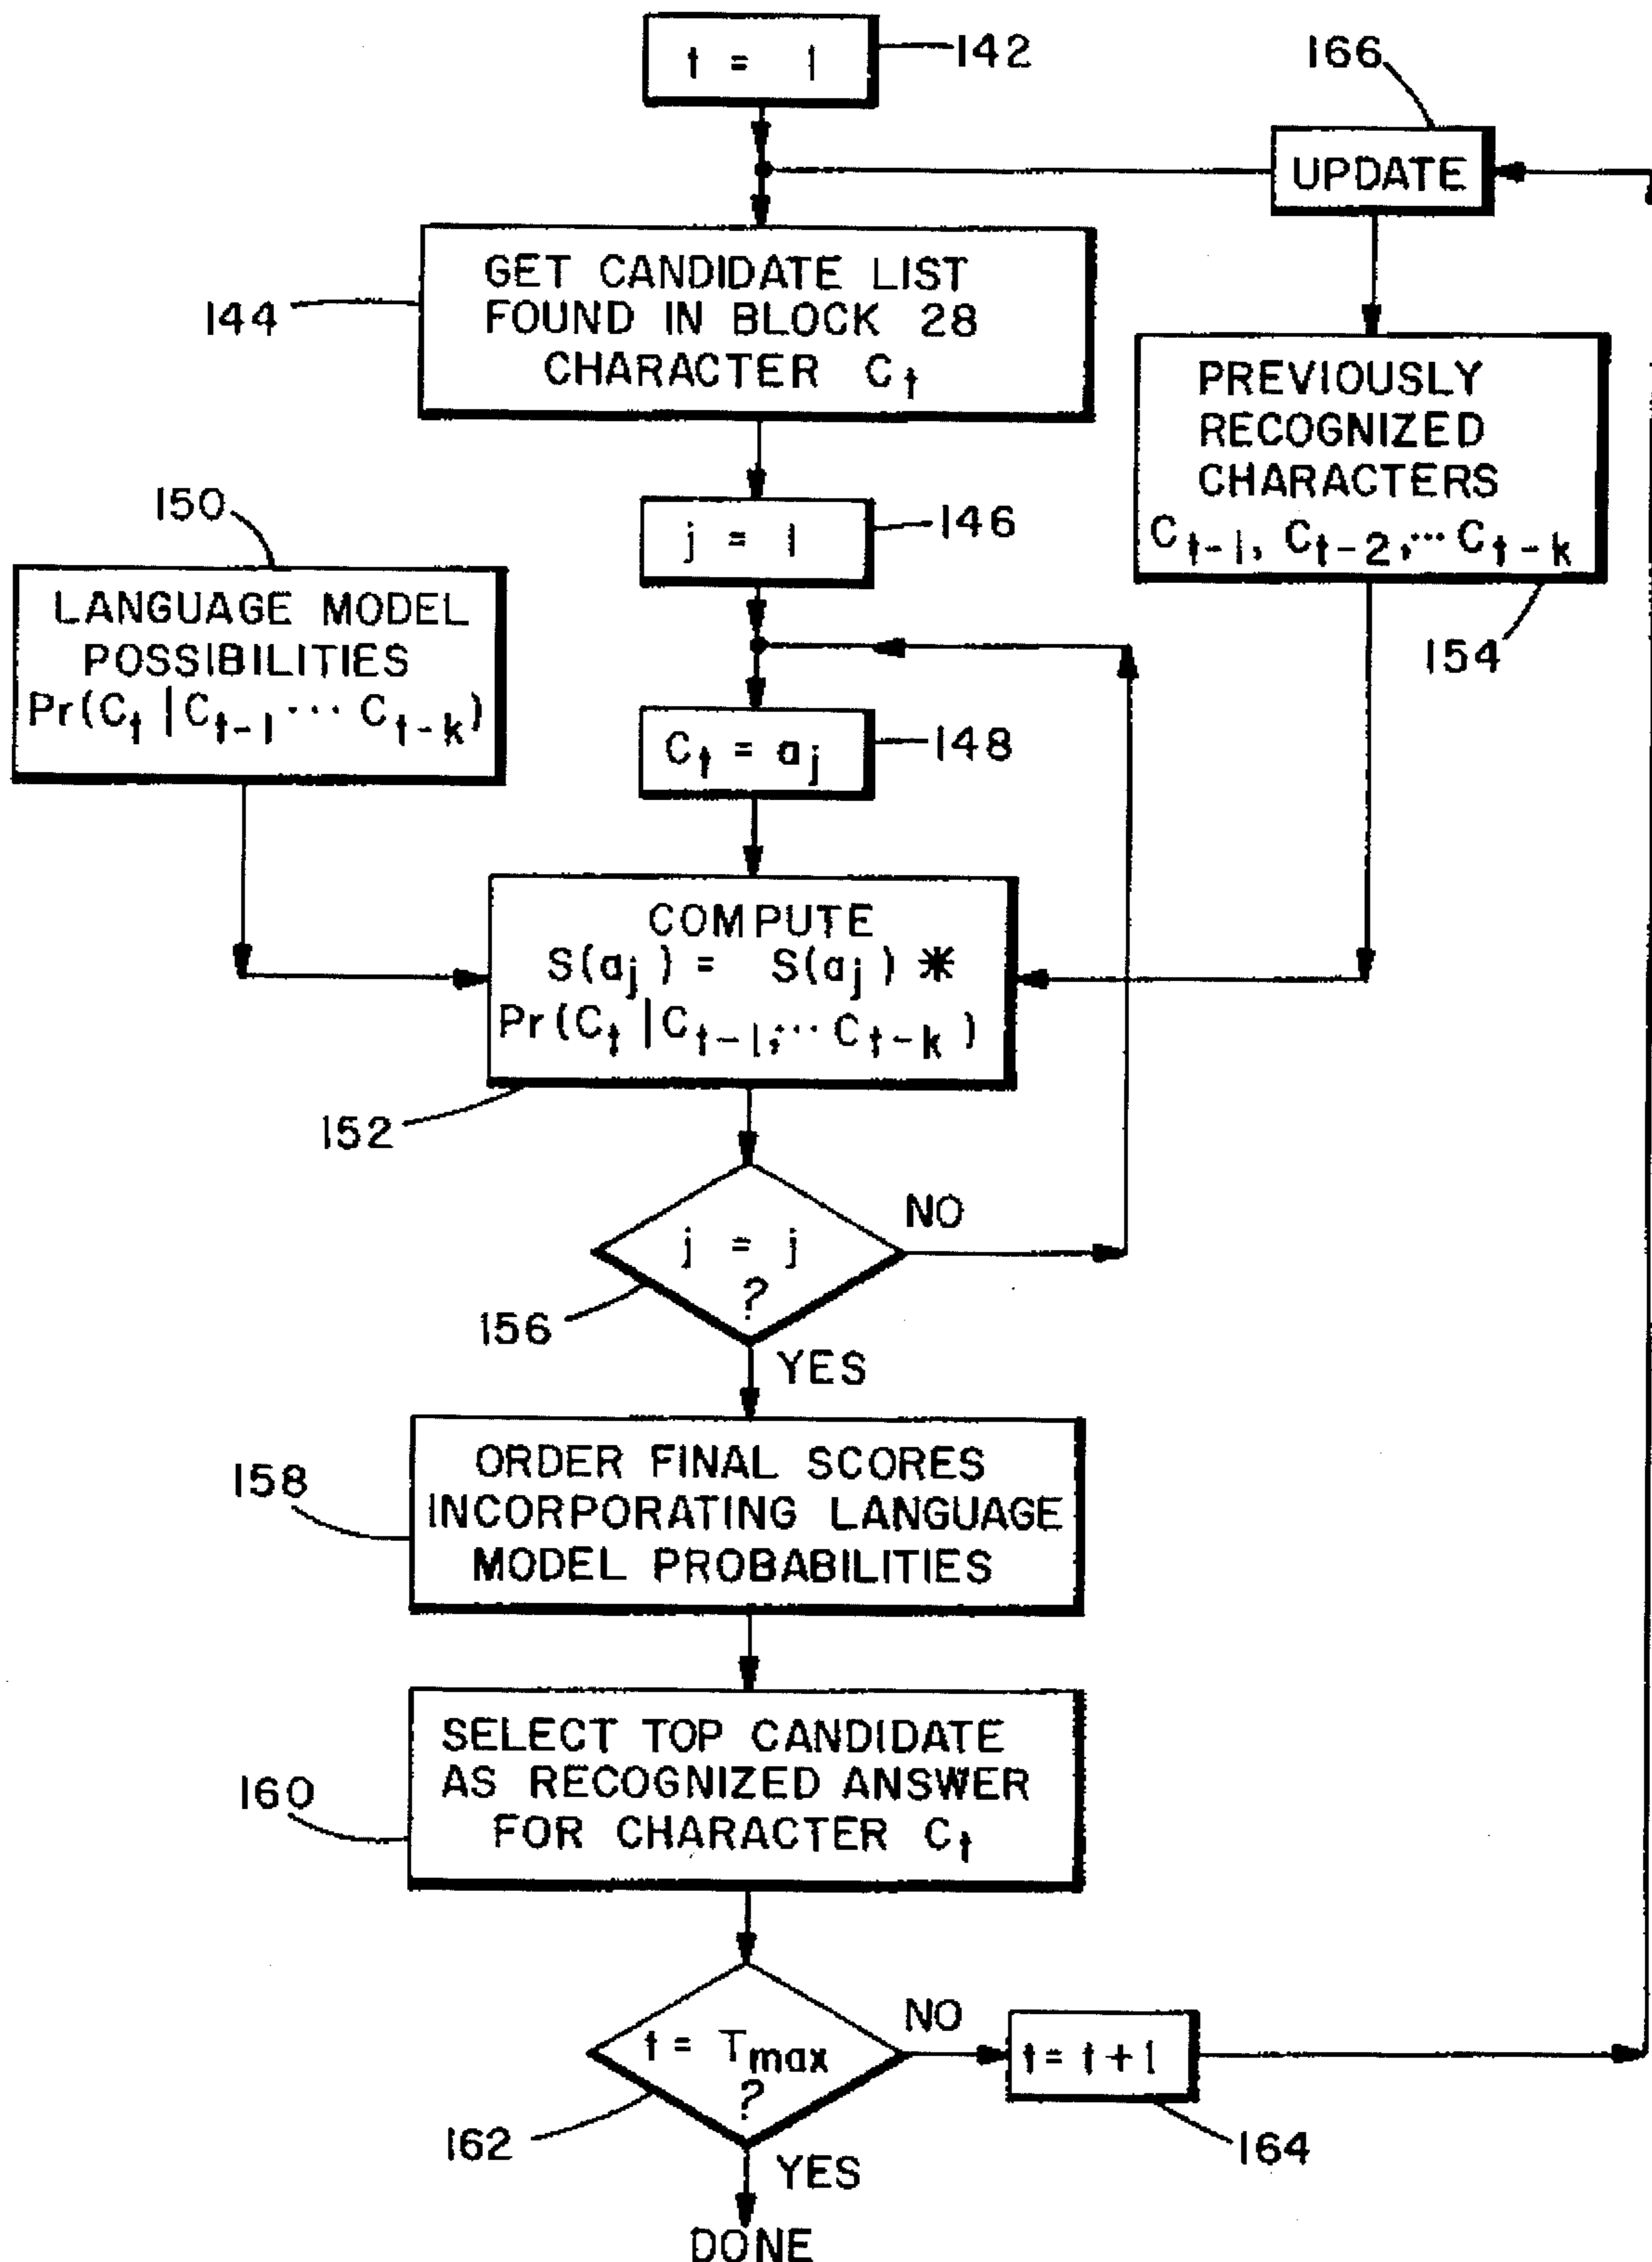 t = 1
142
166
UPDATE
GET CANDIDATE LIST
FOUND IN BLOCK 28
CHARACTER Ct
144
PREVIOUSLY
RECOGNIZED
CHARACTERS
Ct-1, Ct-2,... Ct-k
154
150
j = 1
146
LANGUAGE MODEL
POSSIBILITIES
Pr(Ct |Ct-1 ... Ct-k)
Ct = aj
148
COMPUTE
S(aj) = S(aj) *
Pr(Ct |Ct-1,... Ct-k)
152
j = j
?
NO
156
YES
ORDER FINAL SCORES
INCORPORATING LANGUAGE
MODEL PROBABILITIES
158
SELECT TOP CANDIDATE
AS RECOGNIZED ANSWER
FOR CHARACTER Ct
160
t = Tmax
?
NO
t = t+1
162
164
YES
DONE